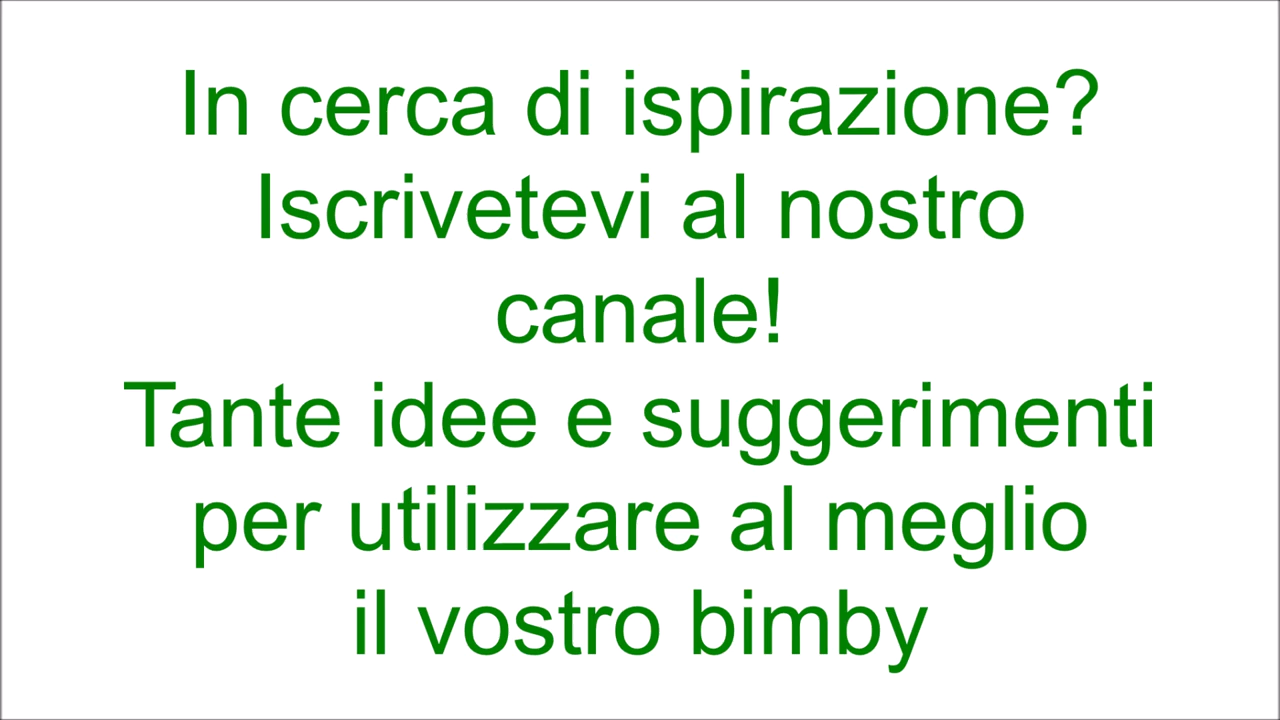 In cerca di ispirazione?
Iscrivetevi al nostro
canale!
Tante idee e suggerimenti
per utilizzare al meglio
il vostro bimby